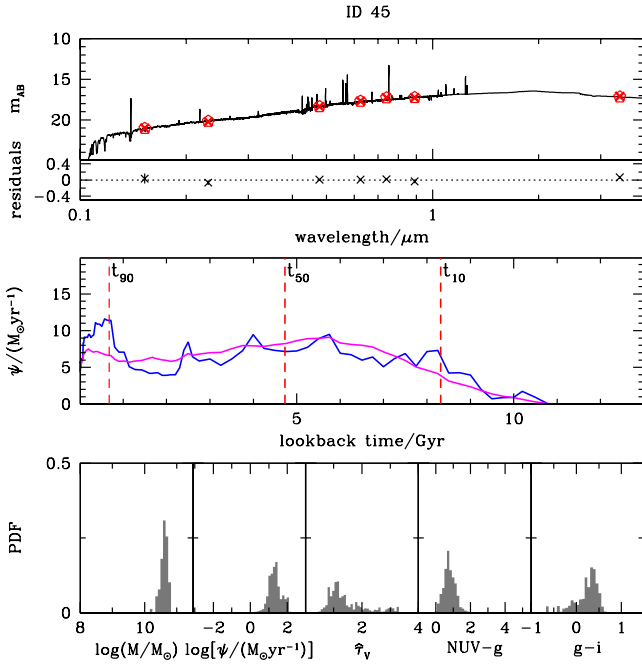 ID 45
10
15
20
m_AB
0.4
0
−0.4
residuals
0.1
1
wavelength/μm
t₉₀
t₅₀
t₁₀
15
10
5
0
ψ/(M☉yr⁻¹)
5
10
lookback time/Gyr
0.5
0
PDF
8
10
−2
0
2
2
0
2
4
−1
0
1
log(M/M☉)
log[ψ/(M☉yr⁻¹)]
τ̂_V
NUV-g
g-i